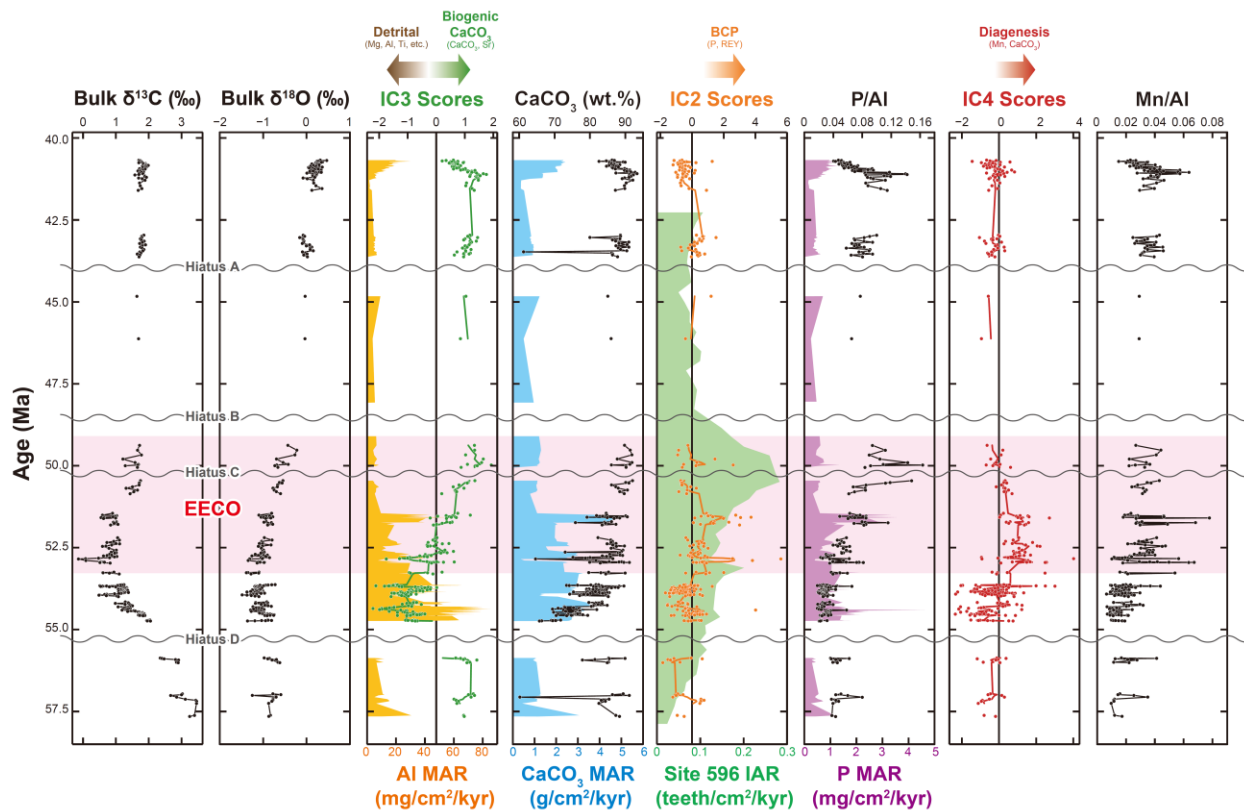 Detrital
(Mg, Al, Ti, etc.)
Biogenic
CaCO₃
(CaCO₃, Sr)
BCP
(P, REY)
Diagenesis
(Mn, CaCO₃)
Bulk δ¹³C (‰)
Bulk δ¹⁸O (‰)
IC3 Scores
CaCO₃ (wt.%)
IC2 Scores
P/Al
IC4 Scores
Mn/Al
0 1 2 3
−2 −1 0 1
−2 −1 0 1 2
60 70 80 90
−2 0 2 4 6
0 0.04 0.08 0.12 0.16
−2 0 2 4
0 0.02 0.04 0.06 0.08
Age (Ma)
40.0
42.5
Hiatus A
45.0
47.5
Hiatus B
50.0
Hiatus C
EECO
52.5
55.0
Hiatus D
57.5
0 20 40 60 80
0 1 2 3 4 5 6
0 0.1 0.2 0.3
0 1 2 3 4 5
Al MAR
(mg/cm²/kyr)
CaCO₃ MAR
(g/cm²/kyr)
Site 596 IAR
(teeth/cm²/kyr)
P MAR
(mg/cm²/kyr)